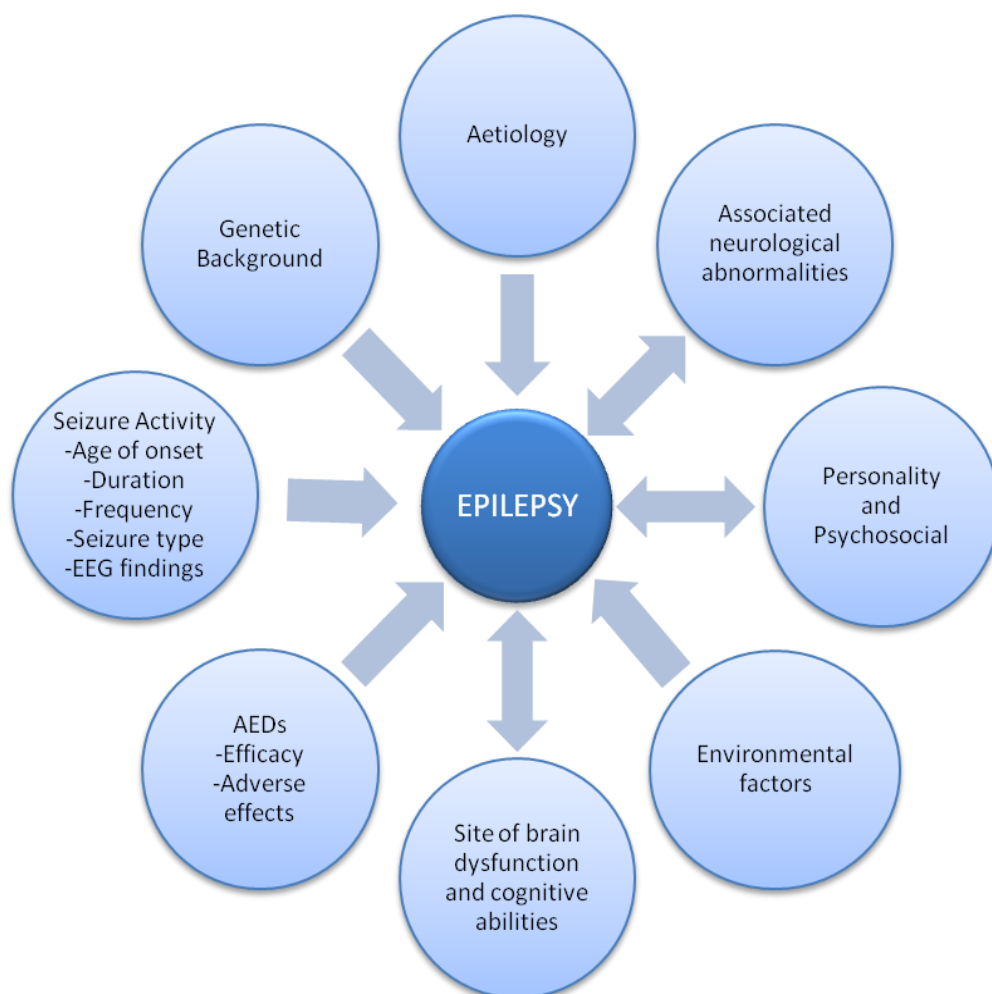 Aetiology
Associated
neurological
abnormalities
Personality
and
Psychosocial
Environmental
factors
Site of brain
dysfunction
and cognitive
abilities
AEDs
-Efficacy
-Adverse
effects
Seizure Activity
-Age of onset
-Duration
-Frequency
-Seizure type
-EEG findings
Genetic
Background
EPILEPSY